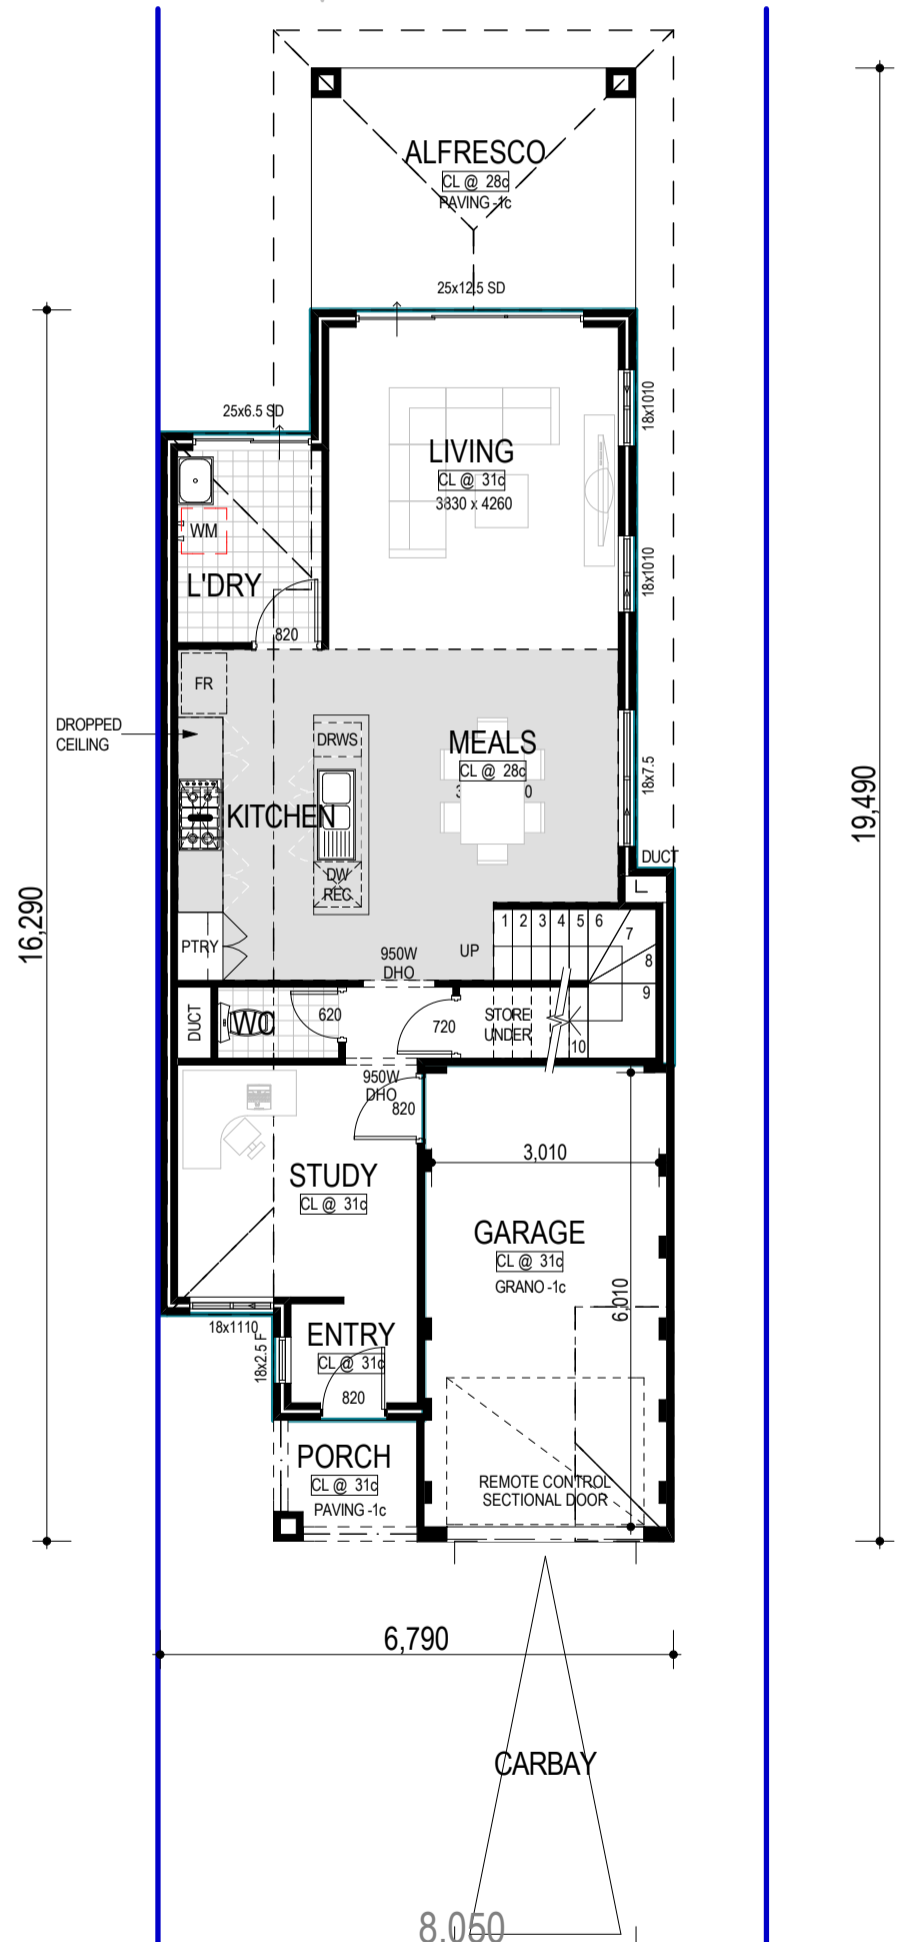 ALFRESCO
CL @ 28c
PAVING -1c
25x12.5 SD
25x6.5 SD
18x1010
LIVING
CL @ 31c
3830 x 4260
WM
L'DRY
18x1010
820
FR
DROPPED
CEILING
DRWS
MEALS
CL @ 28c
0
18x7.5
19,490
KITCHEN
DUCT
DW
REC
16,290
1 2 3 4 5 6
7
8
9
10
PTRY
UP
950W
DHO
DUCT
WC
620
720
STORE
UNDER
950W
DHO
820
3,010
STUDY
CL @ 31c
GARAGE
CL @ 31c
GRANO -1c
6,010
18x1110
18x2.5 F
ENTRY
CL @ 31c
820
PORCH
CL @ 31c
PAVING -1c
REMOTE CONTROL
SECTIONAL DOOR
6,790
CARBAY
8,050